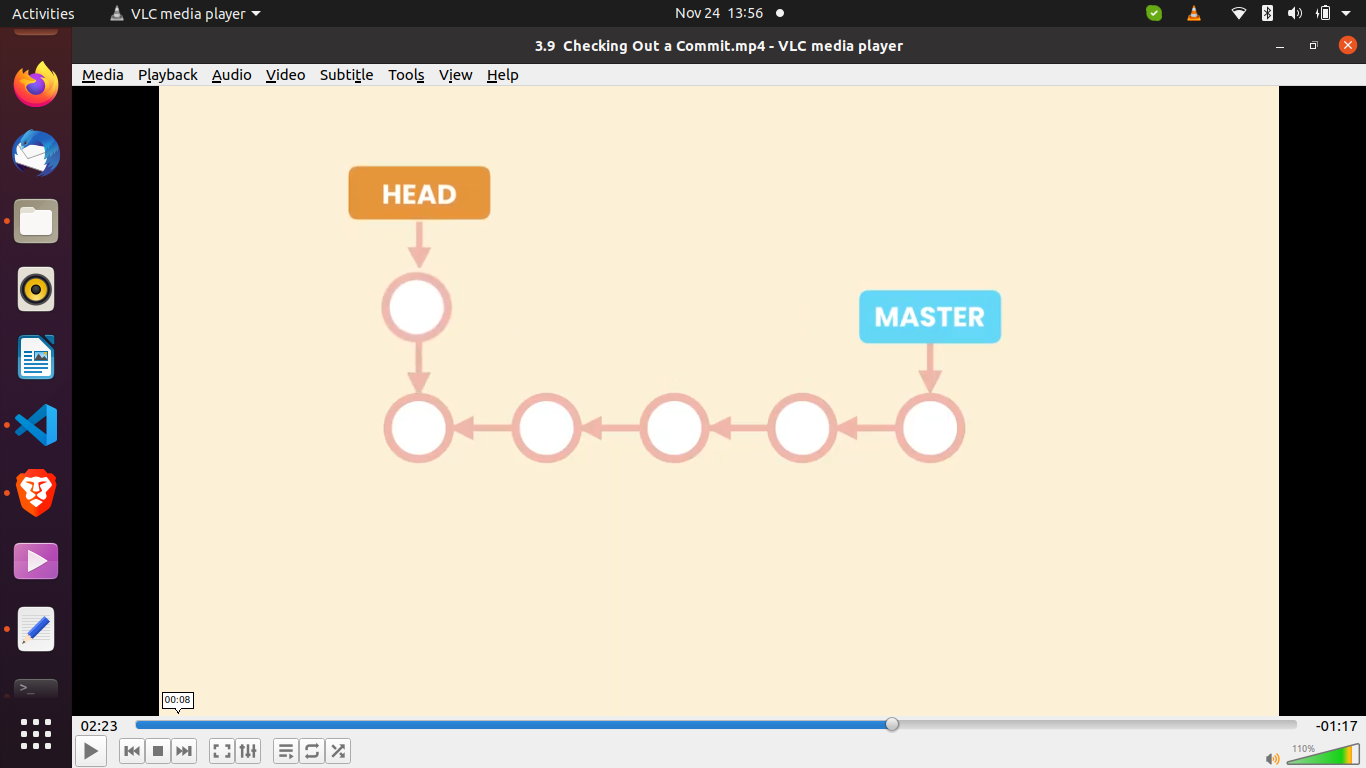 Activities VLC media player Nov 24 13:56
3.9 Checking Out a Commit.mp4 - VLC media player
Media Playback Audio Video Subtitle Tools View Help
HEAD
MASTER
00:08
02:23 -01:17
110%